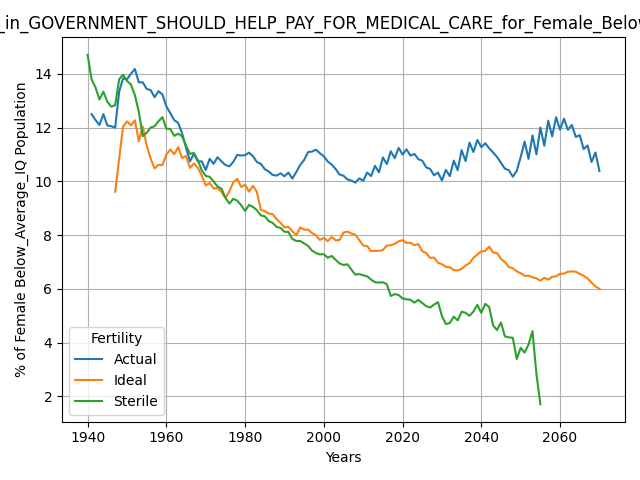 _in_GOVERNMENT_SHOULD_HELP_PAY_FOR_MEDICAL_CARE_for_Female_Below
% of Female Below_Average_IQ Population
14
12
10
8
6
4
2
Fertility
Actual
Ideal
Sterile
1940 1960 1980 2000 2020 2040 2060
Years